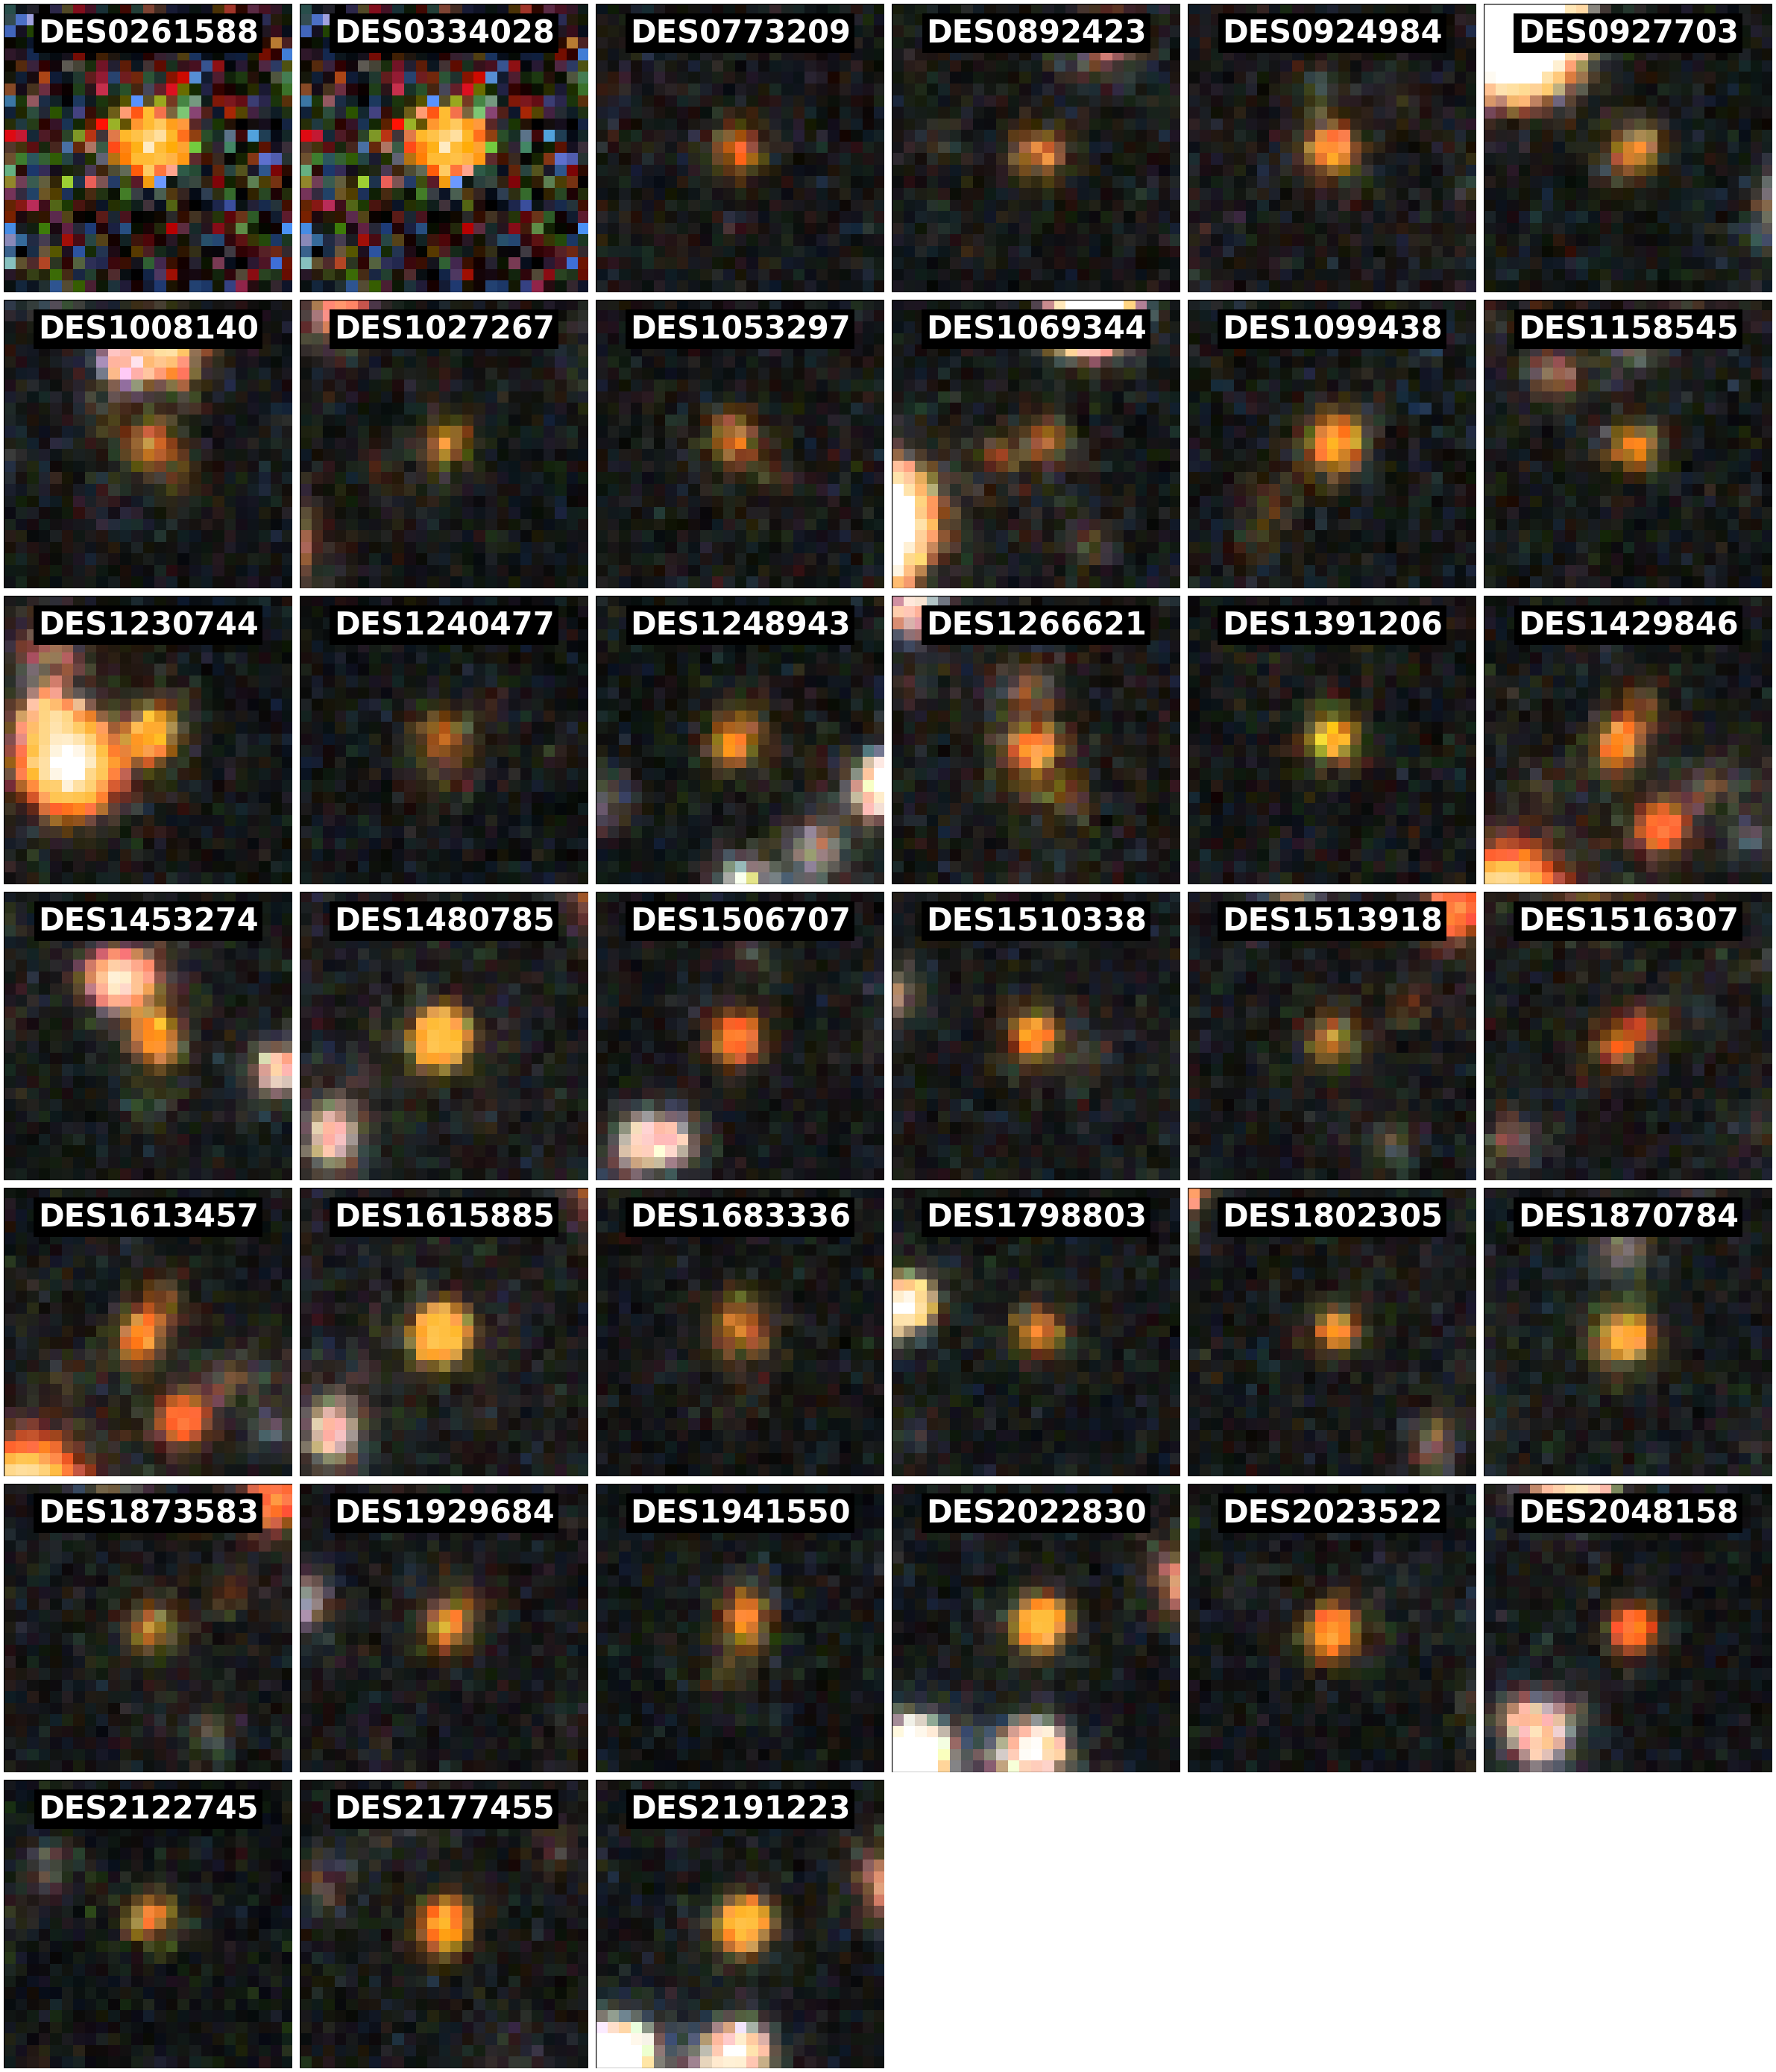 DES0261588 DES0334028 DES0773209 DES0892423 DES0924984 DES0927703
DES1008140 DES1027267 DES1053297 DES1069344 DES1099438 DES1158545
DES1230744 DES1240477 DES1248943 DES1266621 DES1391206 DES1429846
DES1453274 DES1480785 DES1506707 DES1510338 DES1513918 DES1516307
DES1613457 DES1615885 DES1683336 DES1798803 DES1802305 DES1870784
DES1873583 DES1929684 DES1941550 DES2022830 DES2023522 DES2048158
DES2122745 DES2177455 DES2191223